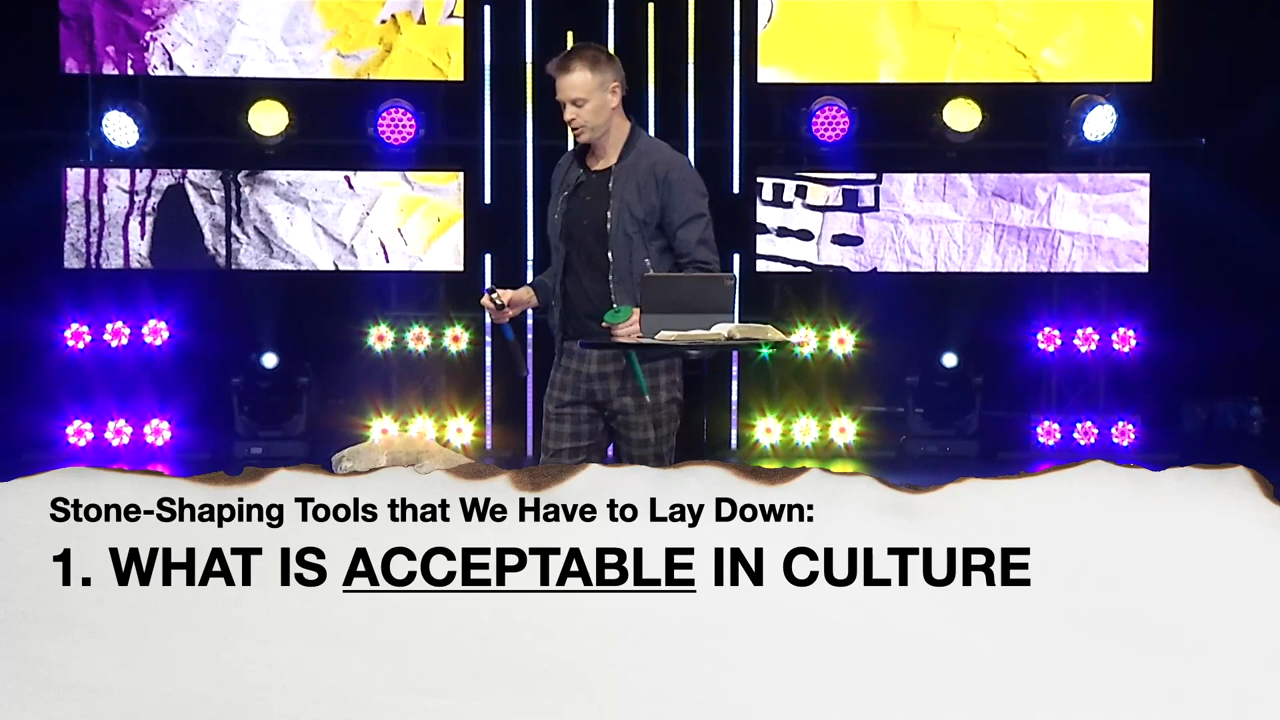 Stone-Shaping Tools that We Have to Lay Down:
1. WHAT IS ACCEPTABLE IN CULTURE